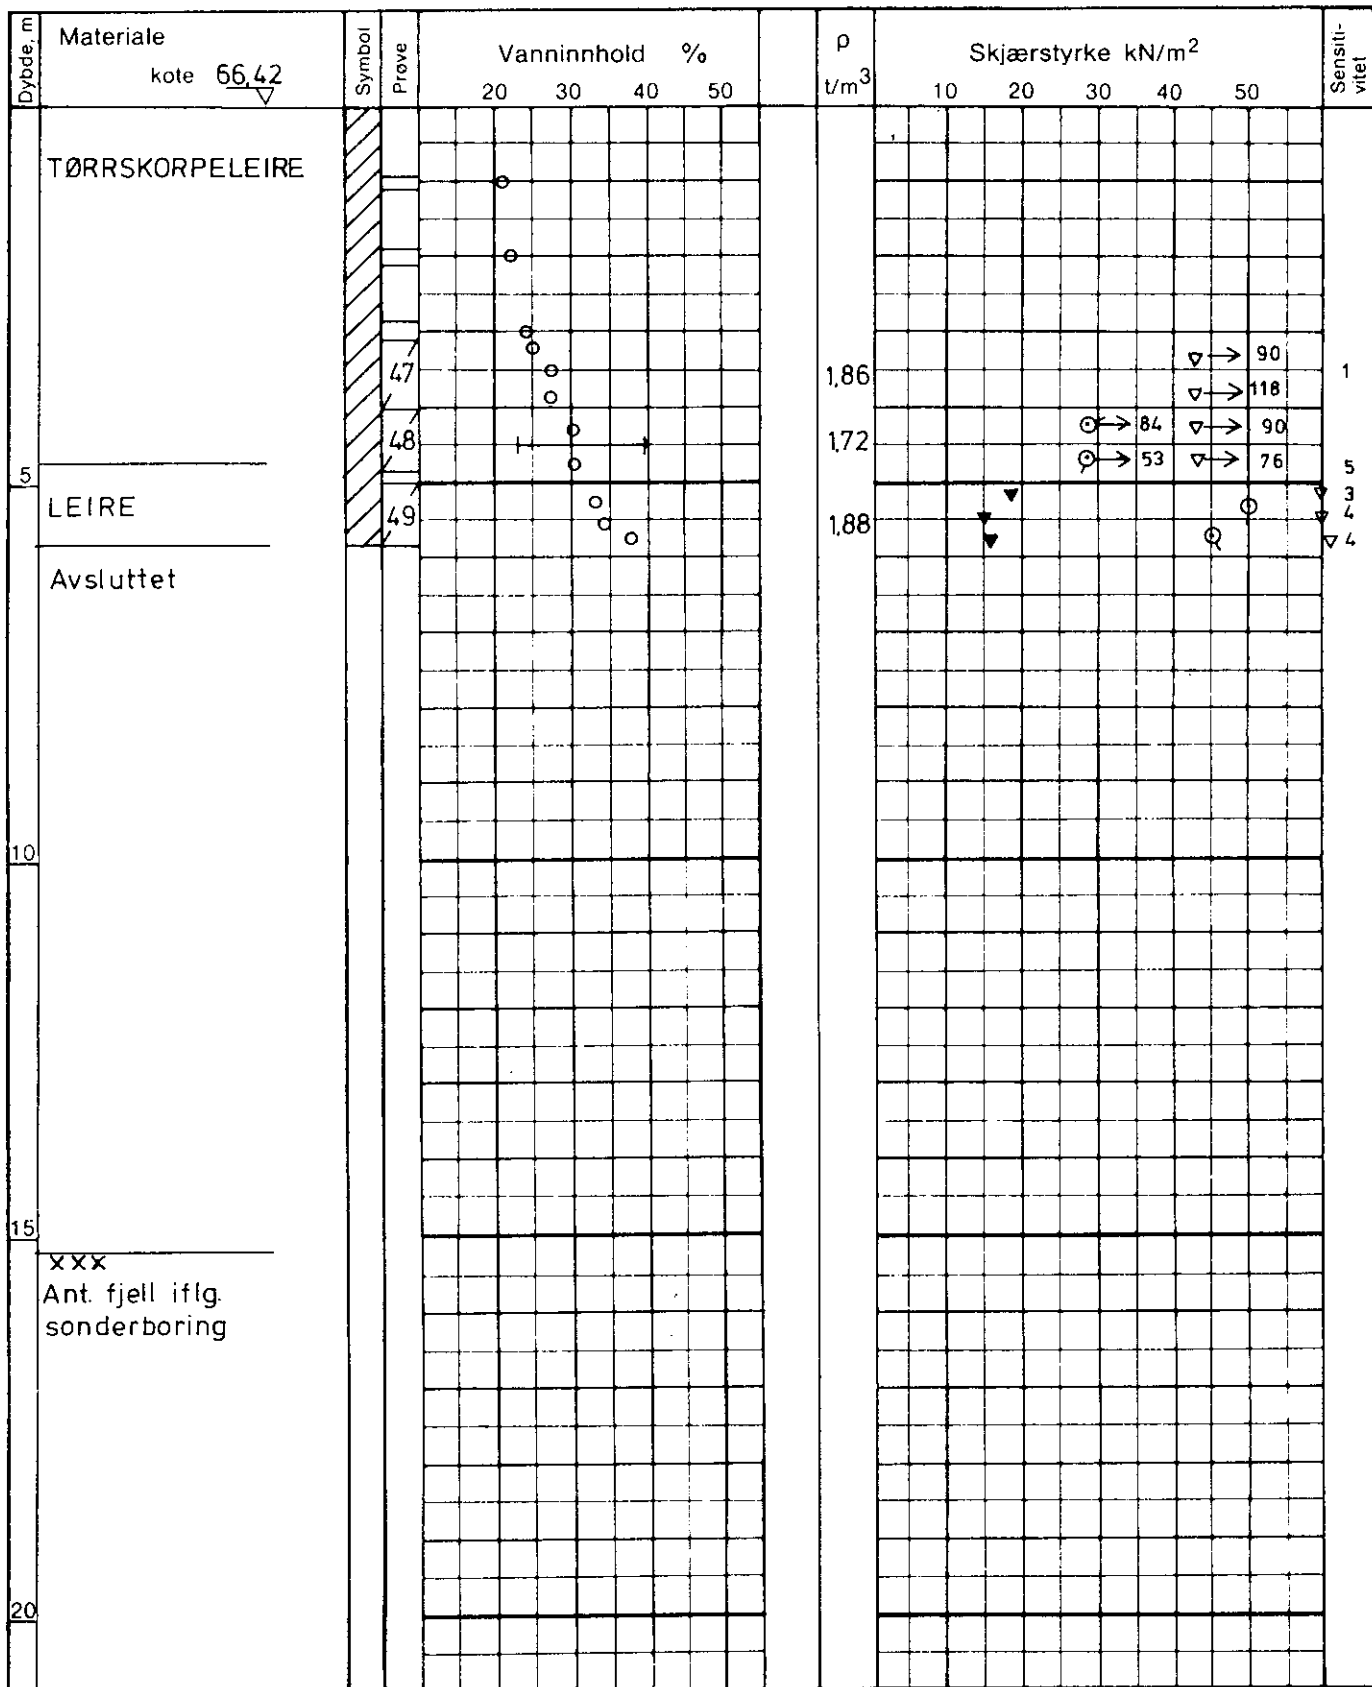 Dybde, m
Materiale
kote 66,42
Symbol
Prøve
Vanninnhold %
20 30 40 50
ρ
t/m³
Skjærstyrke kN/m²
10 20 30 40 50
Sensiti-
vitet
TØRRSKORPELEIRE
47
1,86
90
1
118
48
1,72
84
90
53
76
5
5
LEIRE
49
1,88
3
4
4
Avsluttet
10
15
xxx
Ant. fjell iflg.
sonderboring
20